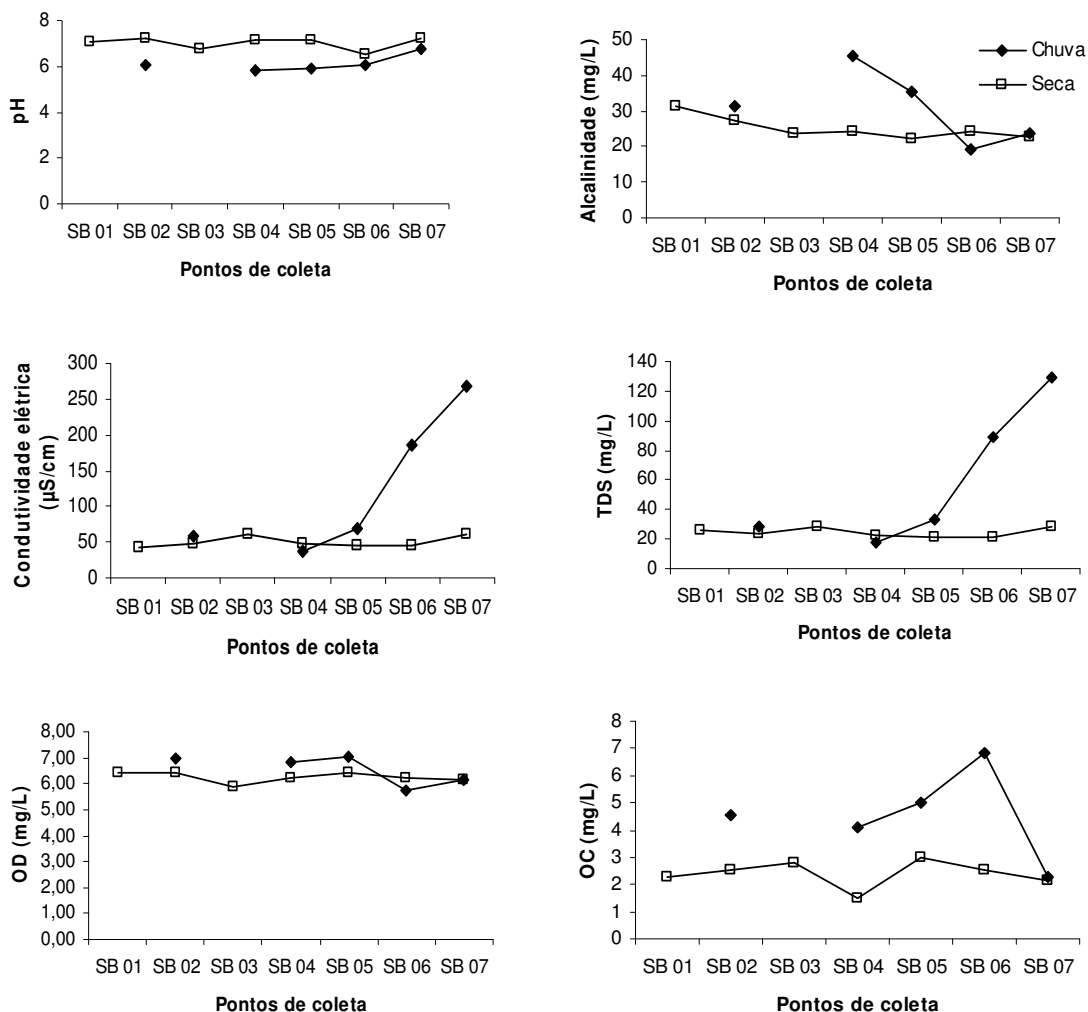 8
6
4
2
0
pH
SB 01 SB 02 SB 03 SB 04 SB 05 SB 06 SB 07
Pontos de coleta
50
40
30
20
10
0
Alcalinidade (mg/L)
Chuva
Seca
SB 01 SB 02 SB 03 SB 04 SB 05 SB 06 SB 07
Pontos de coleta
300
250
200
150
100
50
0
Condutividade elétrica
(µS/cm)
SB 01 SB 02 SB 03 SB 04 SB 05 SB 06 SB 07
Pontos de coleta
140
120
100
80
60
40
20
0
TDS (mg/L)
SB 01 SB 02 SB 03 SB 04 SB 05 SB 06 SB 07
Pontos de coleta
8,00
7,00
6,00
5,00
4,00
3,00
2,00
1,00
0,00
OD (mg/L)
SB 01 SB 02 SB 03 SB 04 SB 05 SB 06 SB 07
Pontos de coleta
8
7
6
5
4
3
2
1
0
OC (mg/L)
SB 01 SB 02 SB 03 SB 04 SB 05 SB 06 SB 07
Pontos de coleta